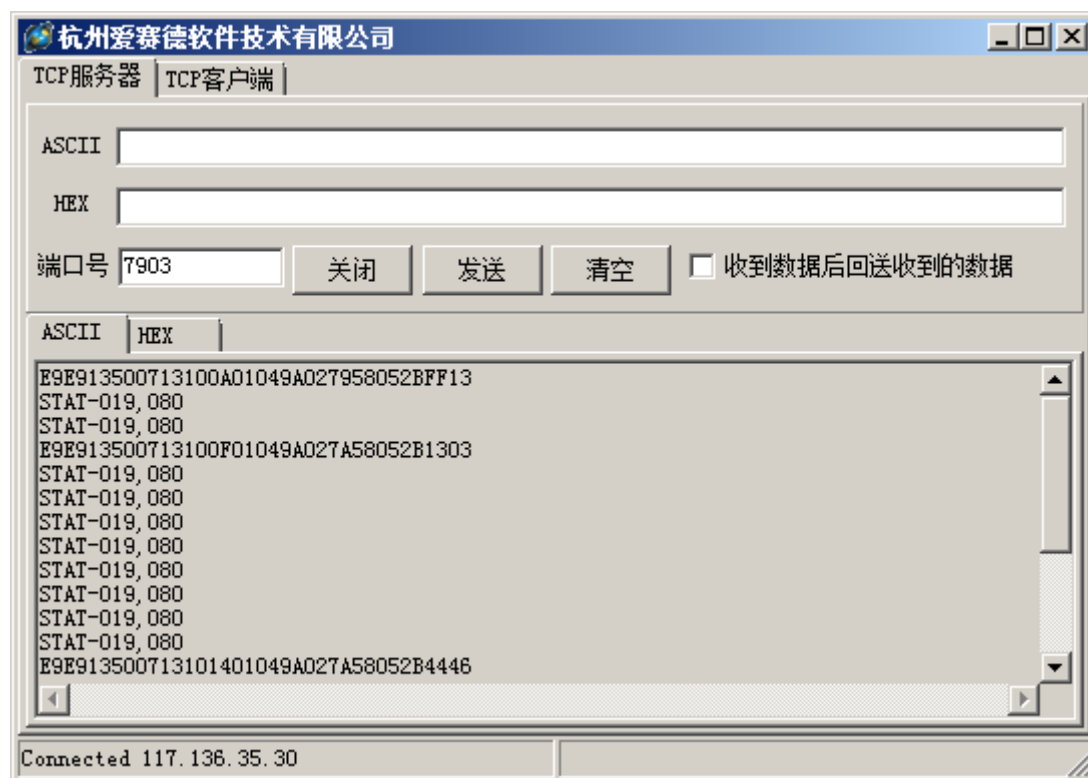 杭州爱赛德软件技术有限公司
TCP服务器 TCP客户端
ASCII
HEX
端口号 7903 关闭 发送 清空 收到数据后回送收到的数据
ASCII HEX
E9E913500713100A01049A027958052BFF13
STAT-019,080
STAT-019,080
E9E913500713100F01049A027A58052B1303
STAT-019,080
STAT-019,080
STAT-019,080
STAT-019,080
STAT-019,080
STAT-019,080
STAT-019,080
STAT-019,080
E9E913500713101401049A027A58052B4446
Connected 117.136.35.30